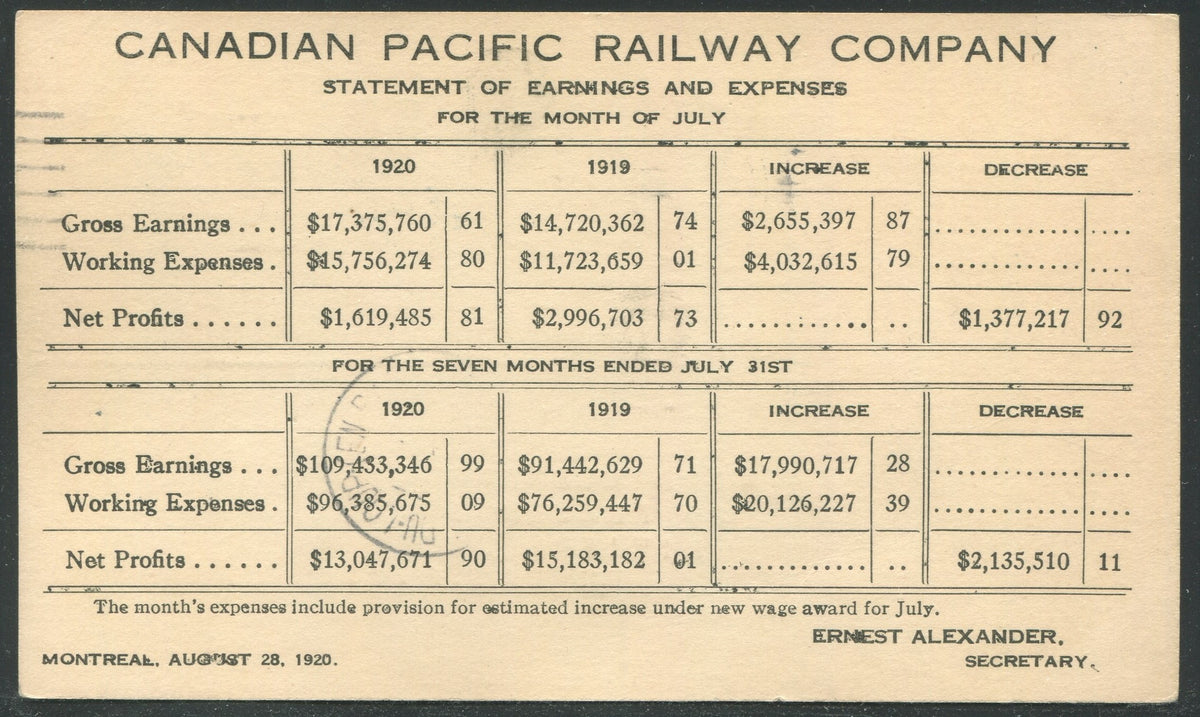 CANADIAN PACIFIC RAILWAY COMPANY
STATEMENT OF EARNINGS AND EXPENSES
FOR THE MONTH OF JULY
1920 1919 INCREASE DECREASE
Gross Earnings . . . $17,375,760 61 $14,720,362 74 $2,655,397 87 ............. ....
Working Expenses . $15,756,274 80 $11,723,659 01 $4,032,615 79 ............. ....
Net Profits . . . . . . $1,619,485 81 $2,996,703 73 ............. .. $1,377,217 92
FOR THE SEVEN MONTHS ENDED JULY 31ST
1920 1919 INCREASE DECREASE
Gross Earnings . . . $109,433,346 99 $91,442,629 71 $17,990,717 28 ............. ....
Working Expenses . $96,385,675 09 $76,259,447 70 $20,126,227 39 ............. ....
Net Profits . . . . . . $13,047,671 90 $15,183,182 01 ............. .. $2,135,510 11
The month's expenses include provision for estimated increase under new wage award for July.
ERNEST ALEXANDER,
MONTREAL, AUGUST 28, 1920.
SECRETARY.